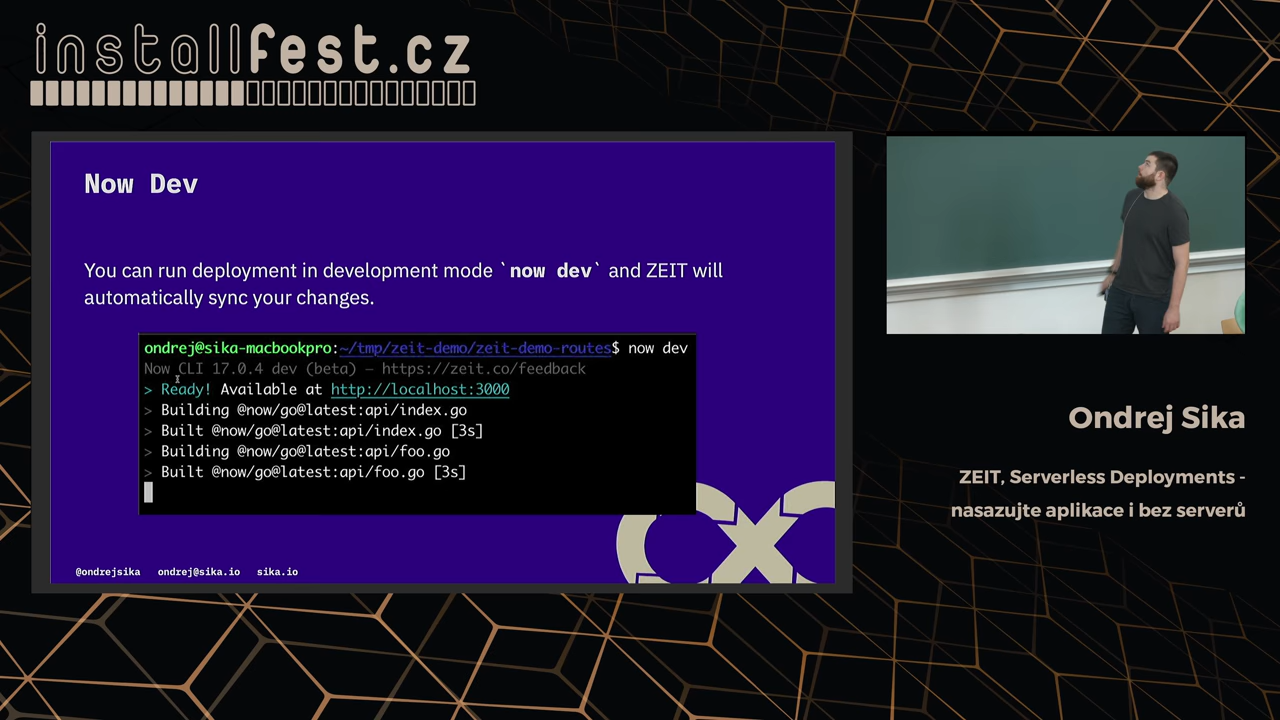 installfest.cz
Now Dev
You can run deployment in development mode `now dev` and ZEIT will
automatically sync your changes.
ondrej@sika-macbookpro:~/tmp/zeit-demo/zeit-demo-routes$ now dev
Now CLI 17.0.4 dev (beta) — https://zeit.co/feedback
> Ready! Available at http://localhost:3000
> Building @now/go@latest:api/index.go
> Built @now/go@latest:api/index.go [3s]
> Building @now/go@latest:api/foo.go
> Built @now/go@latest:api/foo.go [3s]
@ondrejsika ondrej@sika.io sika.io
Ondrej Sika
ZEIT, Serverless Deployments -
nasazujte aplikace i bez serverů